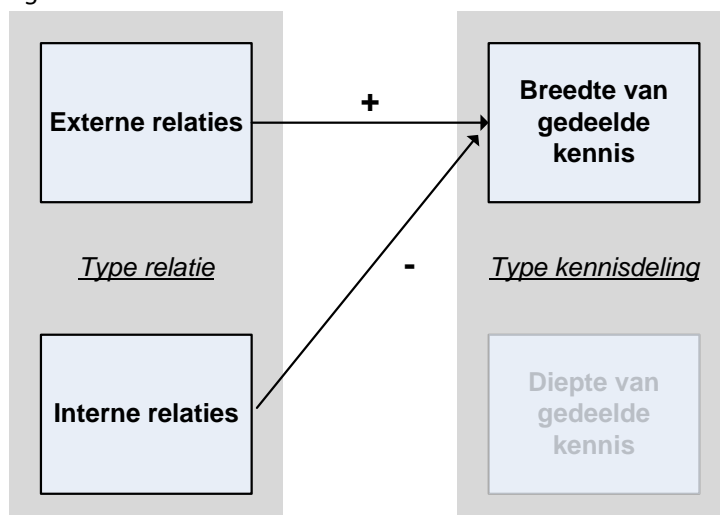 Externe relaties
+
Breedte van
gedeelde
kennis
Type relatie
-
Type kennisdeling
Interne relaties
Diepte van
gedeelde
kennis